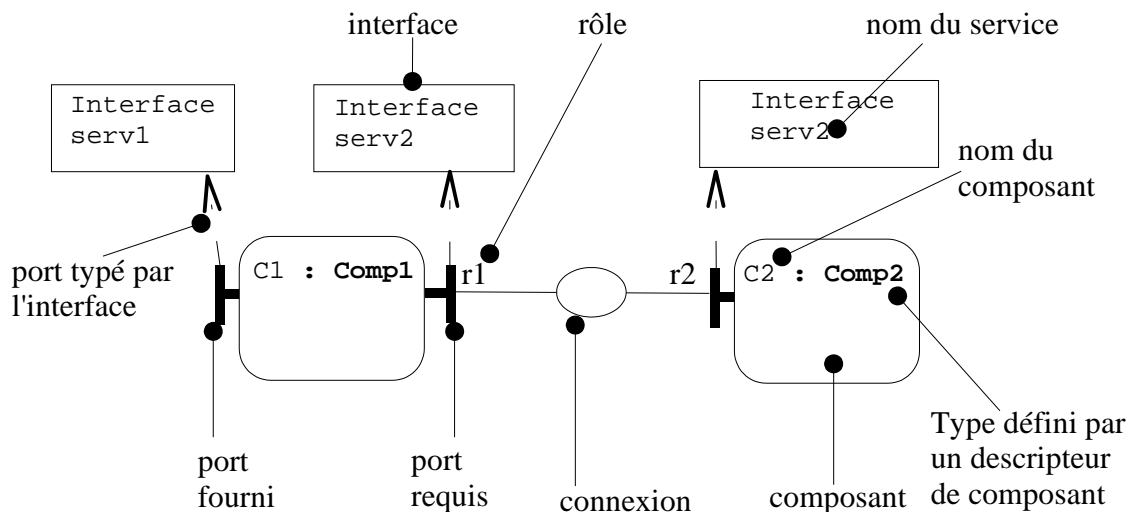 interface
rôle
nom du service
Interface
serv1
Interface
serv2
Interface
serv2
nom du
composant
port typé par
l'interface
C1 : Comp1
r1
r2
C2 : Comp2
port
fourni
port
requis
connexion
composant
Type défini par
un descripteur
de composant